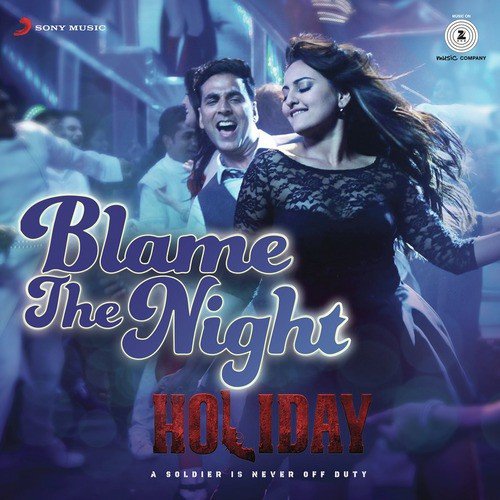 SONY MUSIC
MUSIC ON
Z
music COMPANY
Blame
The Night
HOLIDAY
A SOLDIER IS NEVER OFF DUTY